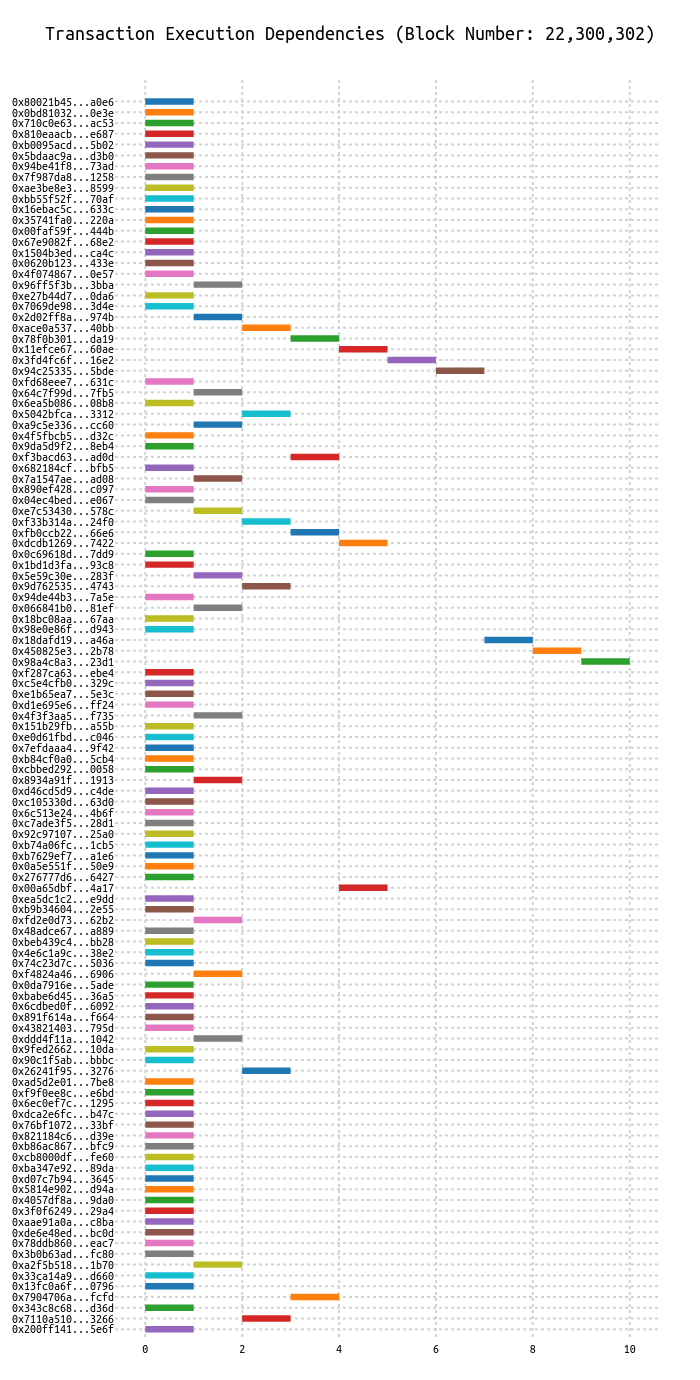 Transaction Execution Dependencies (Block Number: 22,300,302)
0x80021b45...a0e6
0x0bd81032...0e3e
0x710c0e63...ac53
0x810eaacb...e687
0xb0095acd...5b02
0x5bdaac9a...d3b0
0x94be41f8...73ad
0x7f987da8...1258
0xae3be8e3...8599
0xbb55f52f...70af
0x16ebac5c...633c
0x35741fa0...220a
0x00faf59f...444b
0x67e9082f...68e2
0x1504b3ed...ca4c
0x0620b123...433e
0x4f074867...0e57
0x96ff5f3b...3bba
0xe27b44d7...0da6
0x7069de98...3d4e
0x2d02ff8a...974b
0xace0a537...40bb
0x78f0b301...da19
0x11efce67...60ae
0x3fd4fc6f...16e2
0x94c25335...5bde
0xfd68eee7...631c
0x64c7f99d...7fb5
0x6ea5b086...08b8
0x5042bfca...3312
0xa9c5e336...cc60
0x4f5fbcb5...d32c
0x9da5d9f2...8eb4
0xf3bacd63...ad0d
0x682184cf...bfb5
0x7a1547ae...ad08
0x890ef428...c097
0x04ec4bed...e067
0xe7c53430...578c
0xf33b314a...24f0
0xfb0ccb22...66e6
0xdcdb1269...7422
0x0c69618d...7dd9
0x1bd1d3fa...93c8
0x5e59c30e...283f
0x9d762535...4743
0x94de44b3...7a5e
0x066841b0...81ef
0x18bc08aa...67aa
0x98e0e86f...d943
0x18dafd19...a46a
0x450825e3...2b78
0x98a4c8a3...23d1
0xf287ca63...ebe4
0xc5e4cfb0...329c
0xe1b65ea7...5e3c
0xd1e695e6...ff24
0x4f3f3aa5...f735
0x151b29fb...a55b
0xe0d61fbd...c046
0x7efdaaa4...9f42
0xb84cf0a0...5cb4
0xcbbed292...0058
0x8934a91f...1913
0xd46cd5d9...c4de
0xc105330d...63d0
0x6c513e24...4b6f
0xc7ade3f5...28d1
0x92c97107...25a0
0xb74a06fc...1cb5
0xb7629ef7...a1e6
0x0a5e551f...50e9
0x276777d6...6427
0x00a65dbf...4a17
0xea5dc1c2...e9dd
0xb9b34604...2e55
0xfd2e0d73...62b2
0x48adce67...a889
0xbeb439c4...bb28
0x4e6c1a9c...38e2
0x74c23d7c...5036
0xf4824a46...6906
0x0da7916e...5ade
0xbabe6d45...36a5
0x6cdbed0f...6092
0x891f614a...f664
0x43821403...795d
0xddd4f11a...1042
0x9fed2662...10da
0x90c1f5ab...bbbc
0x26241f95...3276
0xad5d2e01...7be8
0xf9f0ee8c...e6bd
0x6ec0ef7c...1295
0xdca2e6fc...b47c
0x76bf1072...33bf
0x821184c6...d39e
0xb86ac867...bfc9
0xcb8000df...fe60
0xba347e92...89da
0xd07c7b94...3645
0x5814e902...d94a
0x4057df8a...9da0
0x3f0f6249...29a4
0xaae91a0a...c8ba
0xde6e48ed...bc0d
0x78ddb860...eac7
0x3b0b63ad...fc80
0xa2f5b518...1b70
0x33ca14a9...d660
0x13fc0a6f...0796
0x7904706a...fcfd
0x343c8c68...d36d
0x7110a510...3266
0x200ff141...5e6f
0 2 4 6 8 10